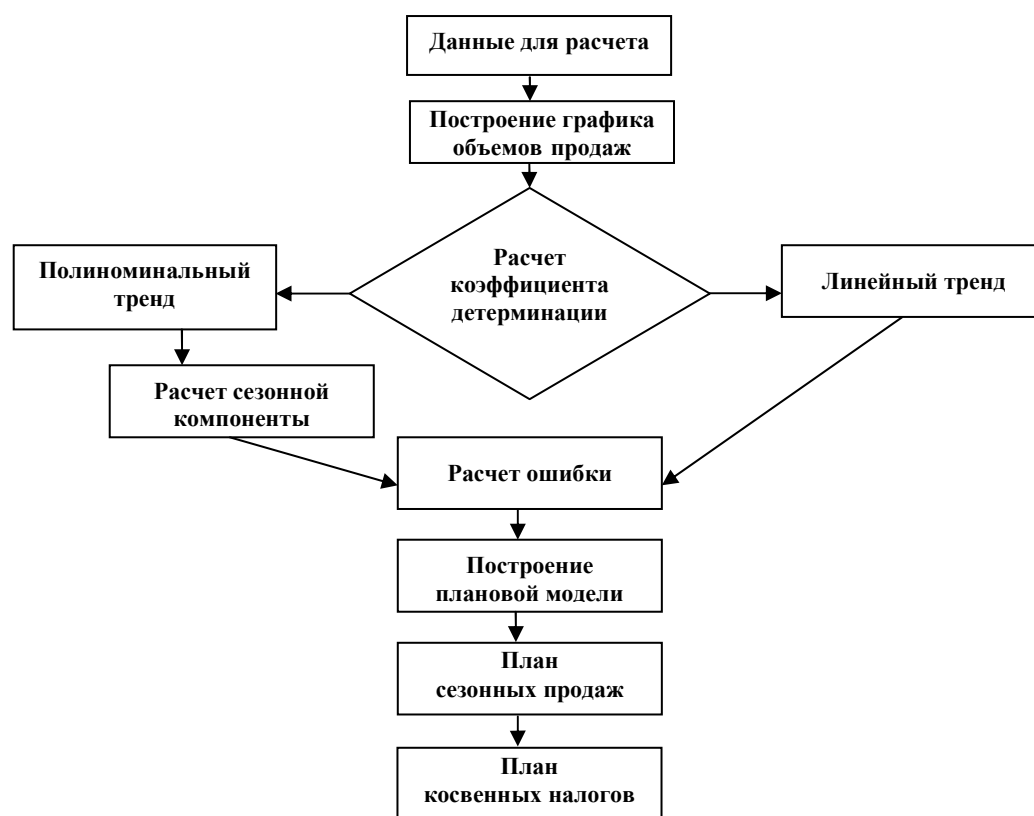 Данные для расчета
Построение графика
объемов продаж
Расчет
коэффициента
детерминации
Полиноминальный
тренд
Линейный тренд
Расчет сезонной
компоненты
Расчет ошибки
Построение
плановой модели
План
сезонных продаж
План
косвенных налогов